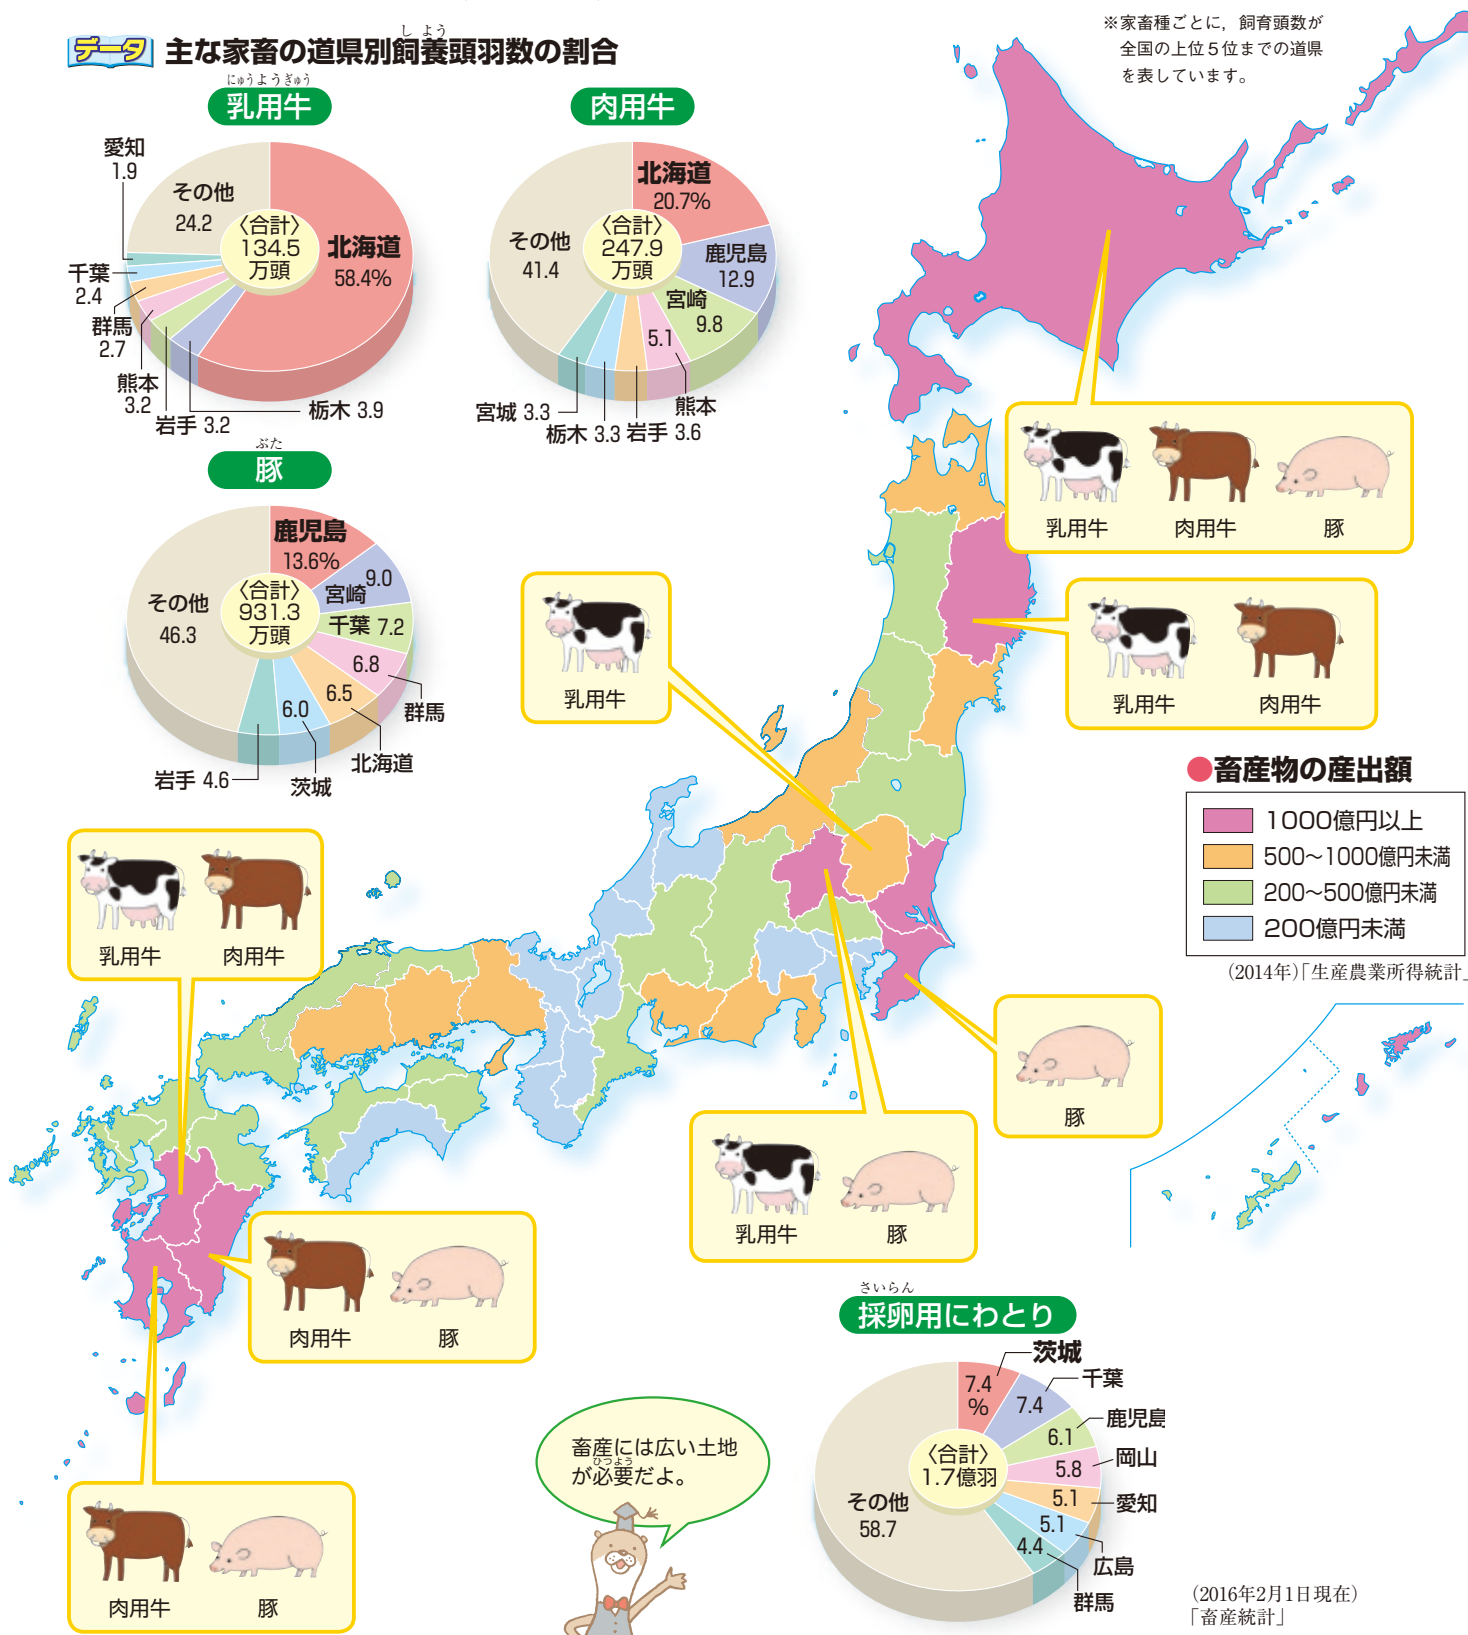 データ 主な家畜の道県別飼養頭羽数の割合
しよう
※家畜種ごとに，飼育頭数が
全国の上位５位までの道県
を表しています。
にゅうようぎゅう
乳用牛
〈合計〉
134.5
万頭
北海道
58.4%
栃木 3.9
岩手 3.2
熊本
3.2
群馬
2.7
千葉
2.4
愛知
1.9
その他
24.2
肉用牛
〈合計〉
247.9
万頭
北海道
20.7%
鹿児島
12.9
宮崎
9.8
5.1
熊本
岩手 3.6
栃木 3.3
宮城 3.3
その他
41.4
ぶた
豚
〈合計〉
931.3
万頭
鹿児島
13.6%
9.0
宮崎
千葉 7.2
6.8
群馬
6.5
北海道
6.0
茨城
岩手 4.6
その他
46.3
乳用牛
肉用牛
豚
乳用牛
乳用牛
肉用牛
●畜産物の産出額
1000億円以上
500〜1000億円未満
200〜500億円未満
200億円未満
(2014年)「生産農業所得統計」
乳用牛
肉用牛
豚
乳用牛
豚
肉用牛
豚
肉用牛
豚
畜産には広い土地
が必要だよ。
ひつよう
さいらん
採卵用にわとり
〈合計〉
1.7億羽
茨城
7.4
%
千葉
7.4
鹿児島
6.1
岡山
5.8
愛知
5.1
広島
5.1
群馬
4.4
その他
58.7
(2016年2月1日現在)
「畜産統計」